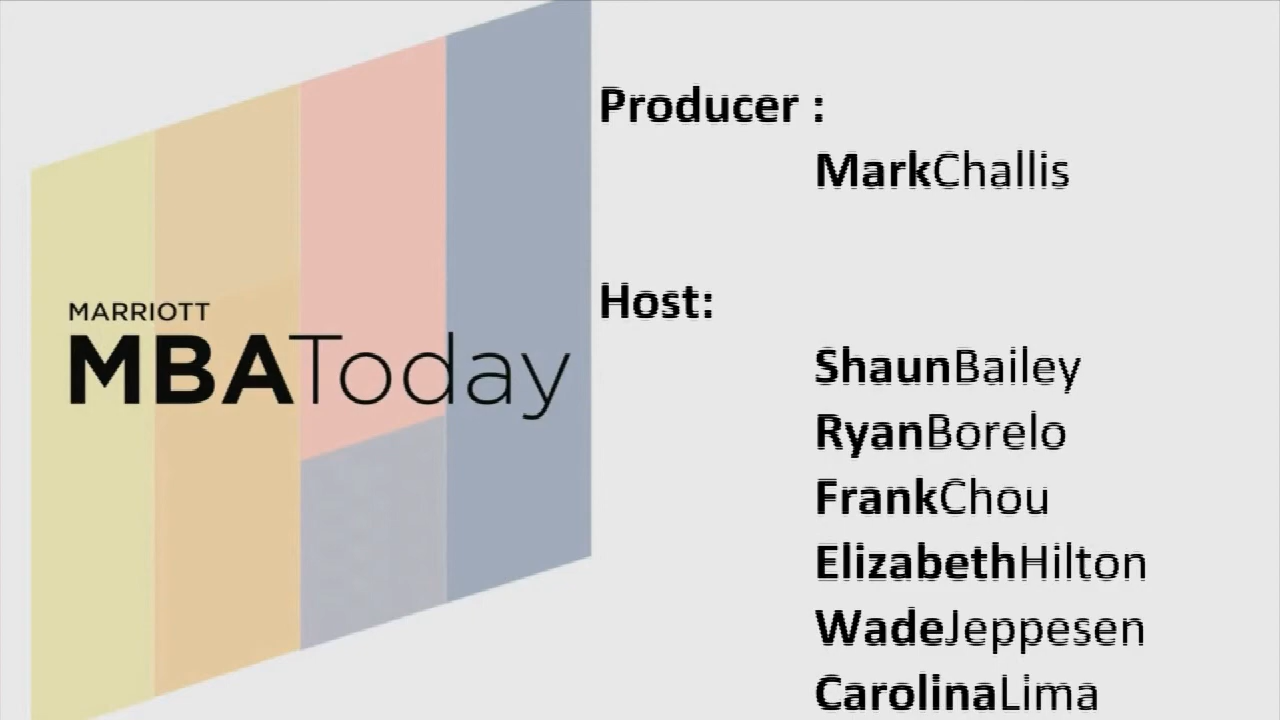 MARRIOTT
MBAToday
Producer :
MarkChallis
Host:
ShaunBailey
RyanBorelo
FrankChou
ElizabethHilton
WadeJeppesen
CarolinaLima